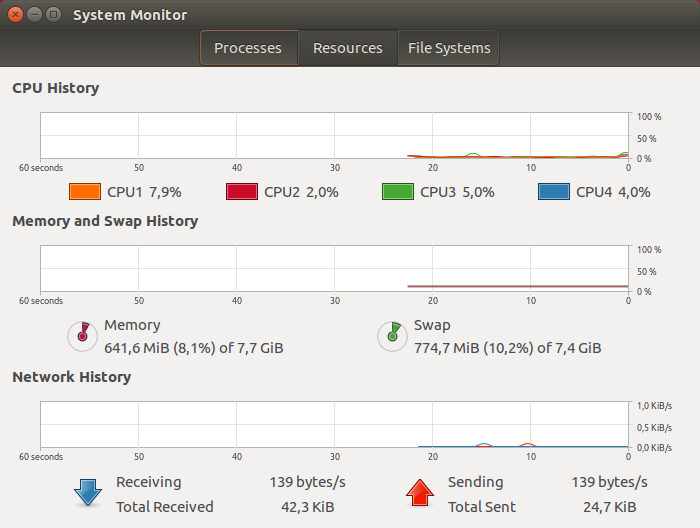 System Monitor
Processes Resources File Systems
CPU History
100 %
50 %
0 %
60 seconds 50 40 30 20 10 0
CPU1 7,9% CPU2 2,0% CPU3 5,0% CPU4 4,0%
Memory and Swap History
100 %
50 %
0 %
60 seconds 50 40 30 20 10 0
Memory Swap
641,6 MiB (8,1%) of 7,7 GiB 774,7 MiB (10,2%) of 7,4 GiB
Network History
1,0 KiB/s
0,5 KiB/s
0,0 KiB/s
60 seconds 50 40 30 20 10 0
Receiving 139 bytes/s Sending 139 bytes/s
Total Received 42,3 KiB Total Sent 24,7 KiB